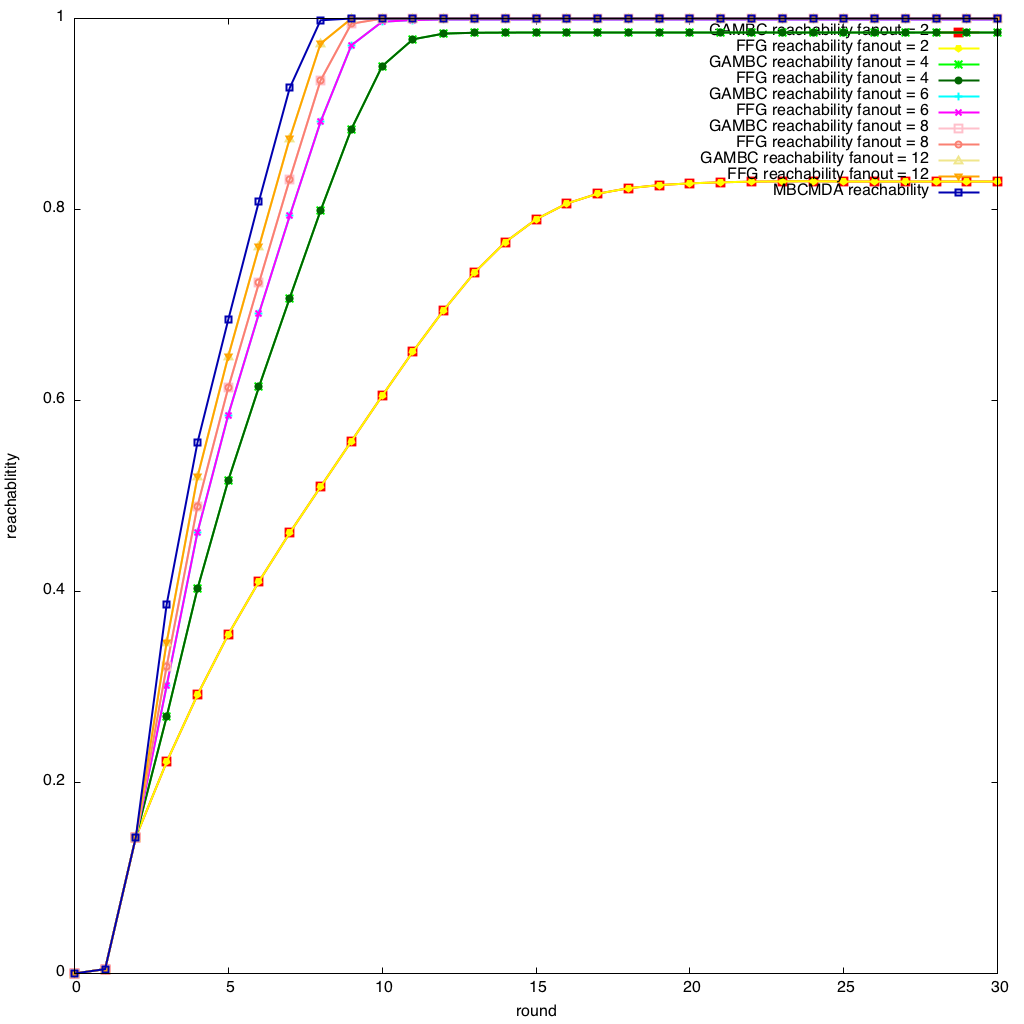 1
0.8
0.6
0.4
0.2
0
0 5 10 15 20 25 30
reachablitity
round
GAMBC reachability fanout = 2
FFG reachability fanout = 2
GAMBC reachability fanout = 4
FFG reachability fanout = 4
GAMBC reachability fanout = 6
FFG reachability fanout = 6
GAMBC reachability fanout = 8
FFG reachability fanout = 8
GAMBC reachability fanout = 12
FFG reachability fanout = 12
MBCMDA reachability